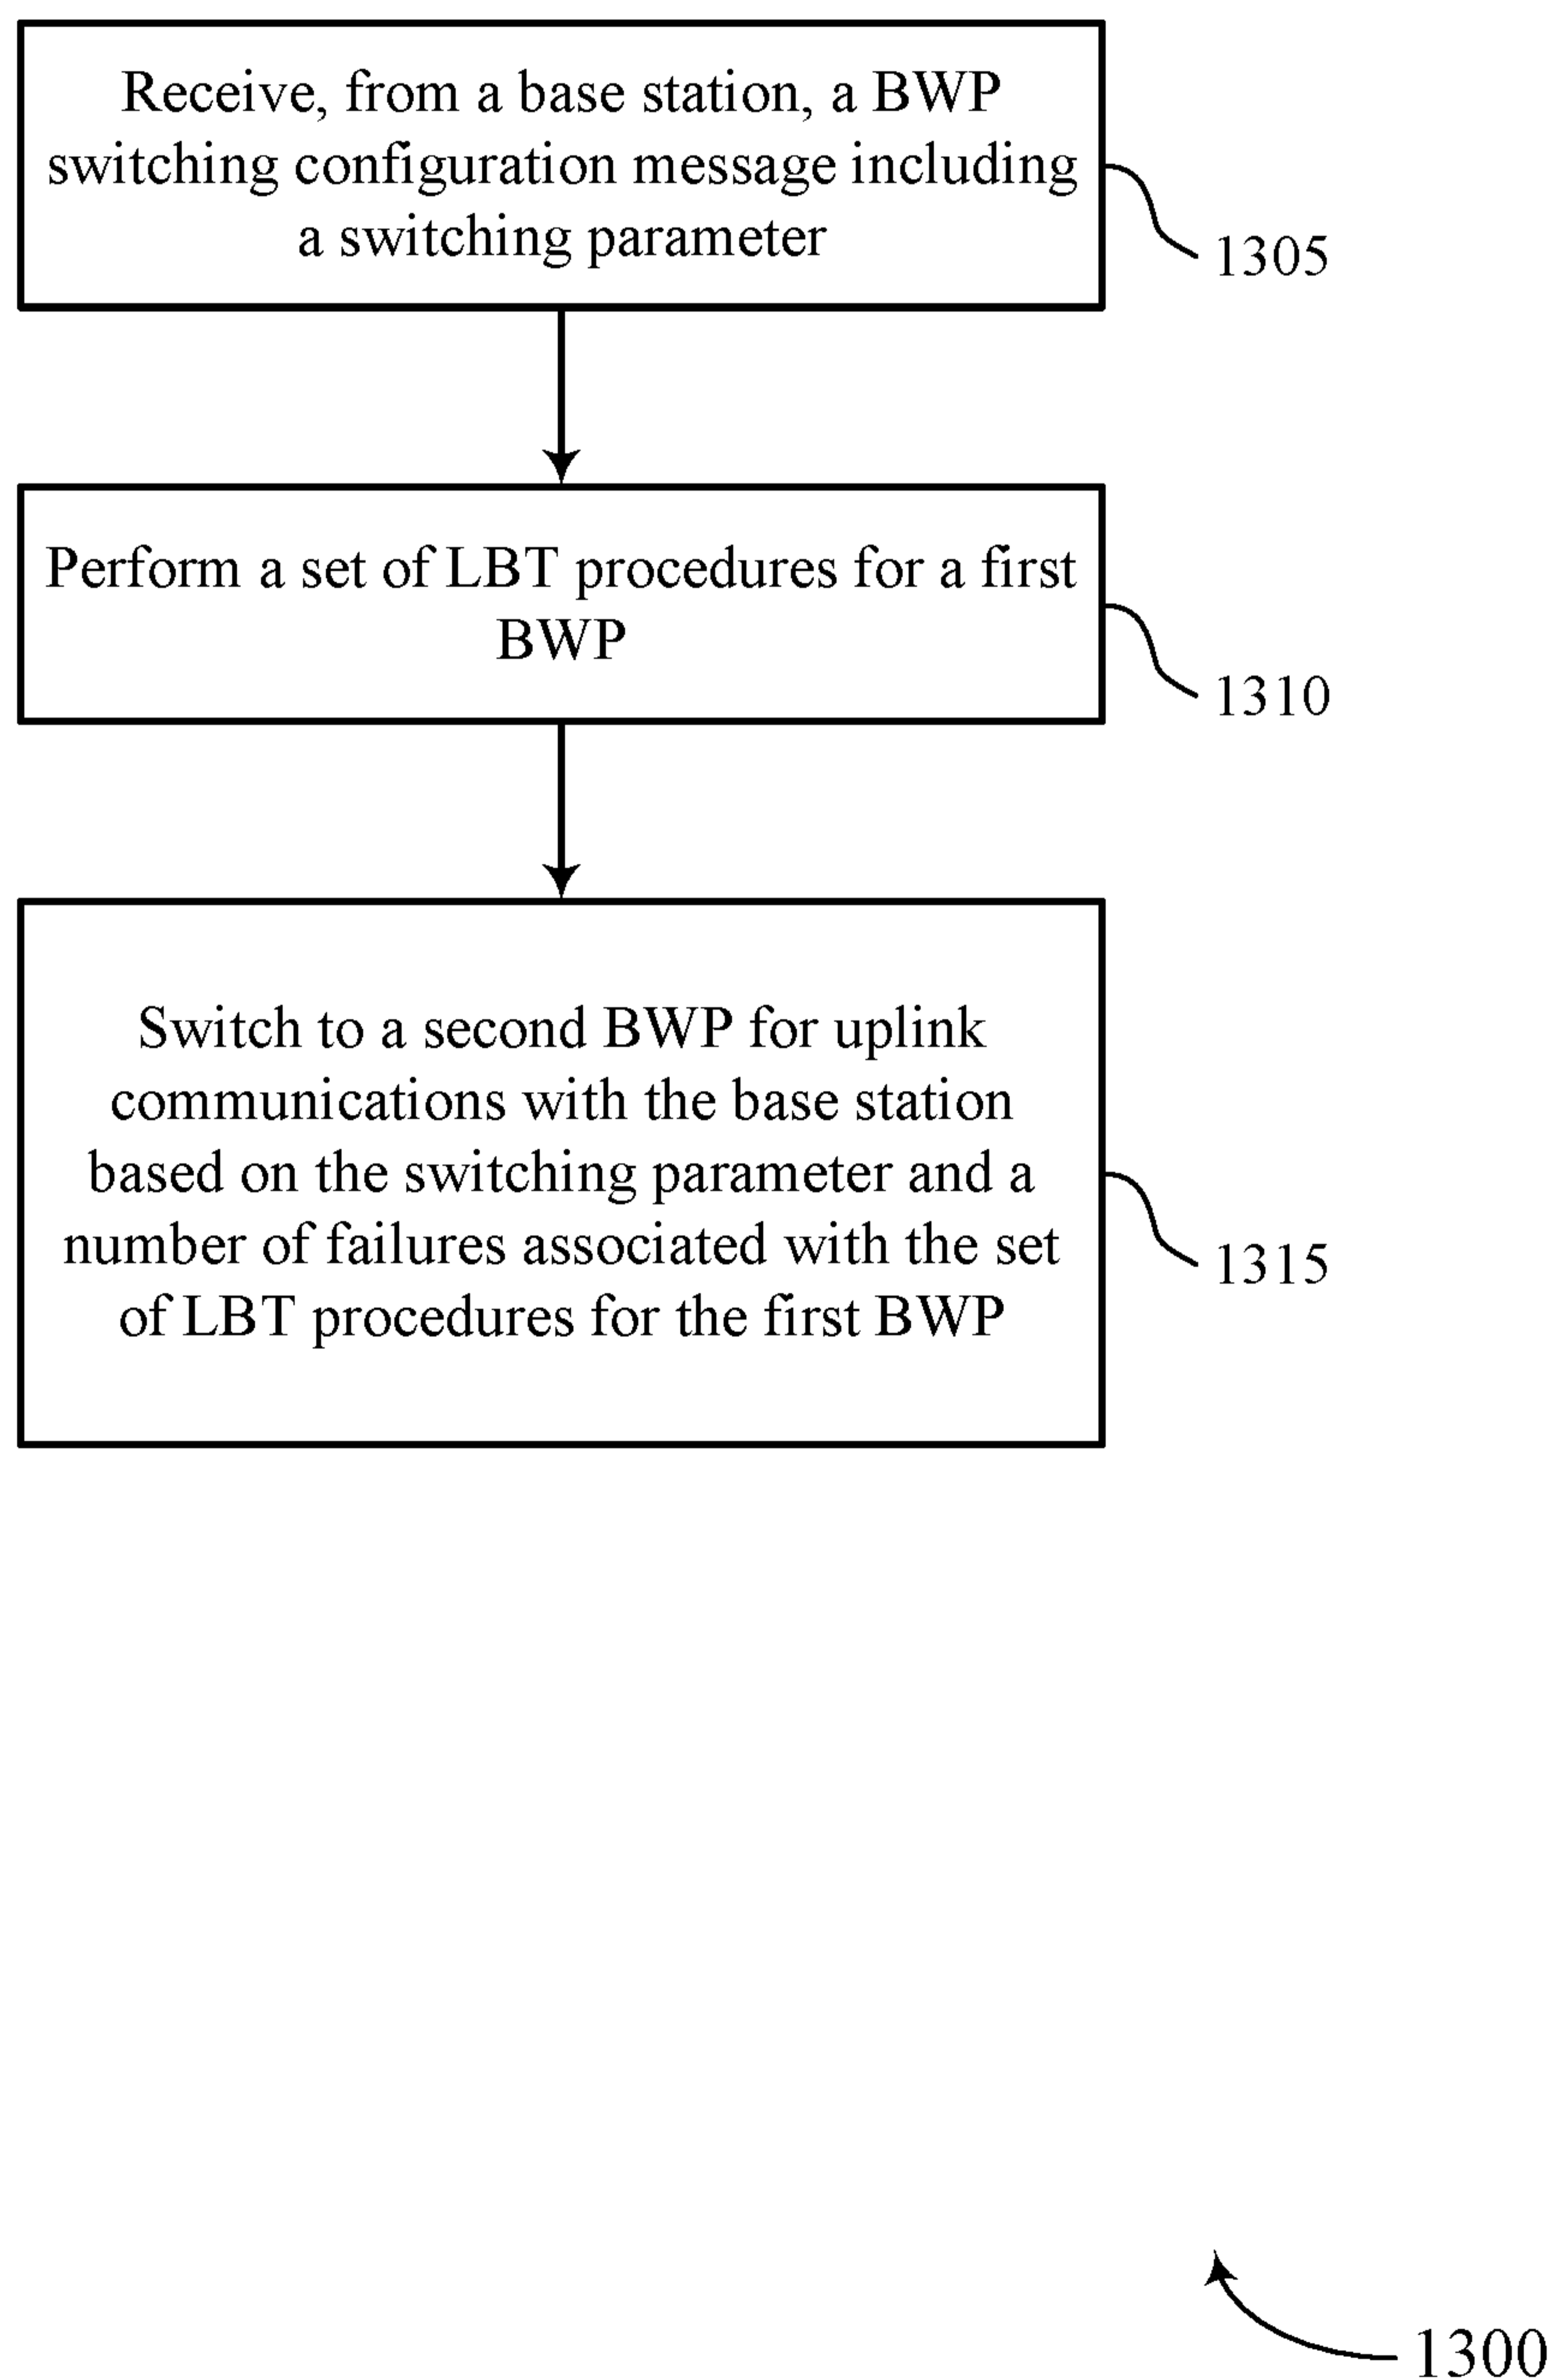 Receive, from a base station, a BWP
switching configuration message including
a switching parameter
1305
Perform a set of LBT procedures for a first
BWP
1310
Switch to a second BWP for uplink
communications with the base station
based on the switching parameter and a
number of failures associated with the set
of LBT procedures for the first BWP
1315
1300